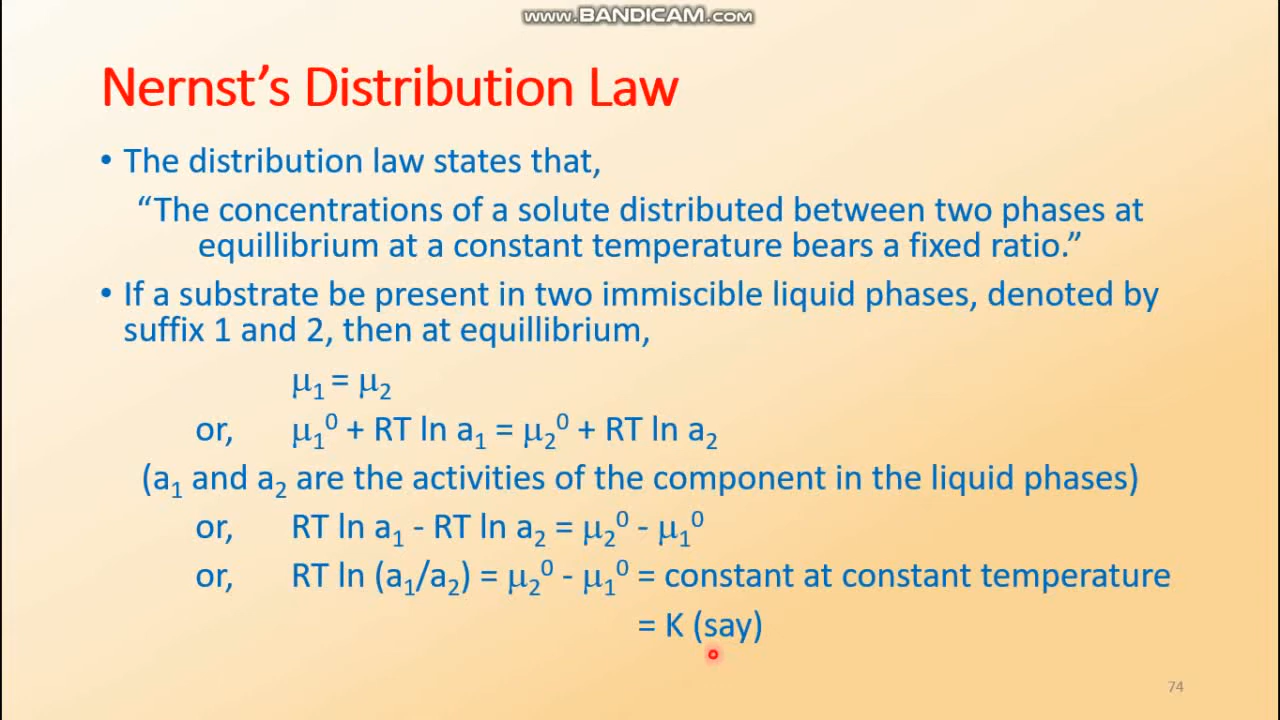 www.BANDICAM.com
Nernst’s Distribution Law
• The distribution law states that,
“The concentrations of a solute distributed between two phases at
equillibrium at a constant temperature bears a fixed ratio.”
• If a substrate be present in two immiscible liquid phases, denoted by
suffix 1 and 2, then at equillibrium,
μ₁ = μ₂
or, μ₁⁰ + RT ln a₁ = μ₂⁰ + RT ln a₂
(a₁ and a₂ are the activities of the component in the liquid phases)
or, RT ln a₁ - RT ln a₂ = μ₂⁰ - μ₁⁰
or, RT ln (a₁/a₂) = μ₂⁰ - μ₁⁰ = constant at constant temperature
= K (say)
74